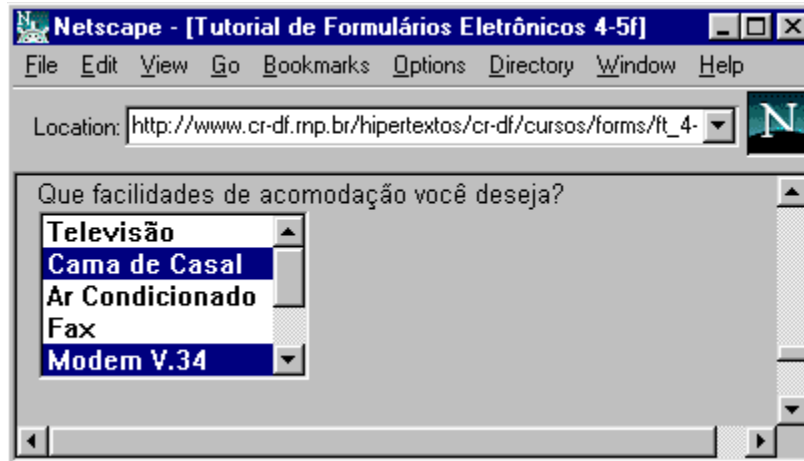 Netscape - [Tutorial de Formulários Eletrônicos 4-5f]
File Edit View Go Bookmarks Options Directory Window Help
Location: http://www.cr-df.rnp.br/hipertextos/cr-df/cursos/forms/ft_4-
N
Que facilidades de acomodação você deseja?
Televisão
Cama de Casal
Ar Condicionado
Fax
Modem V.34